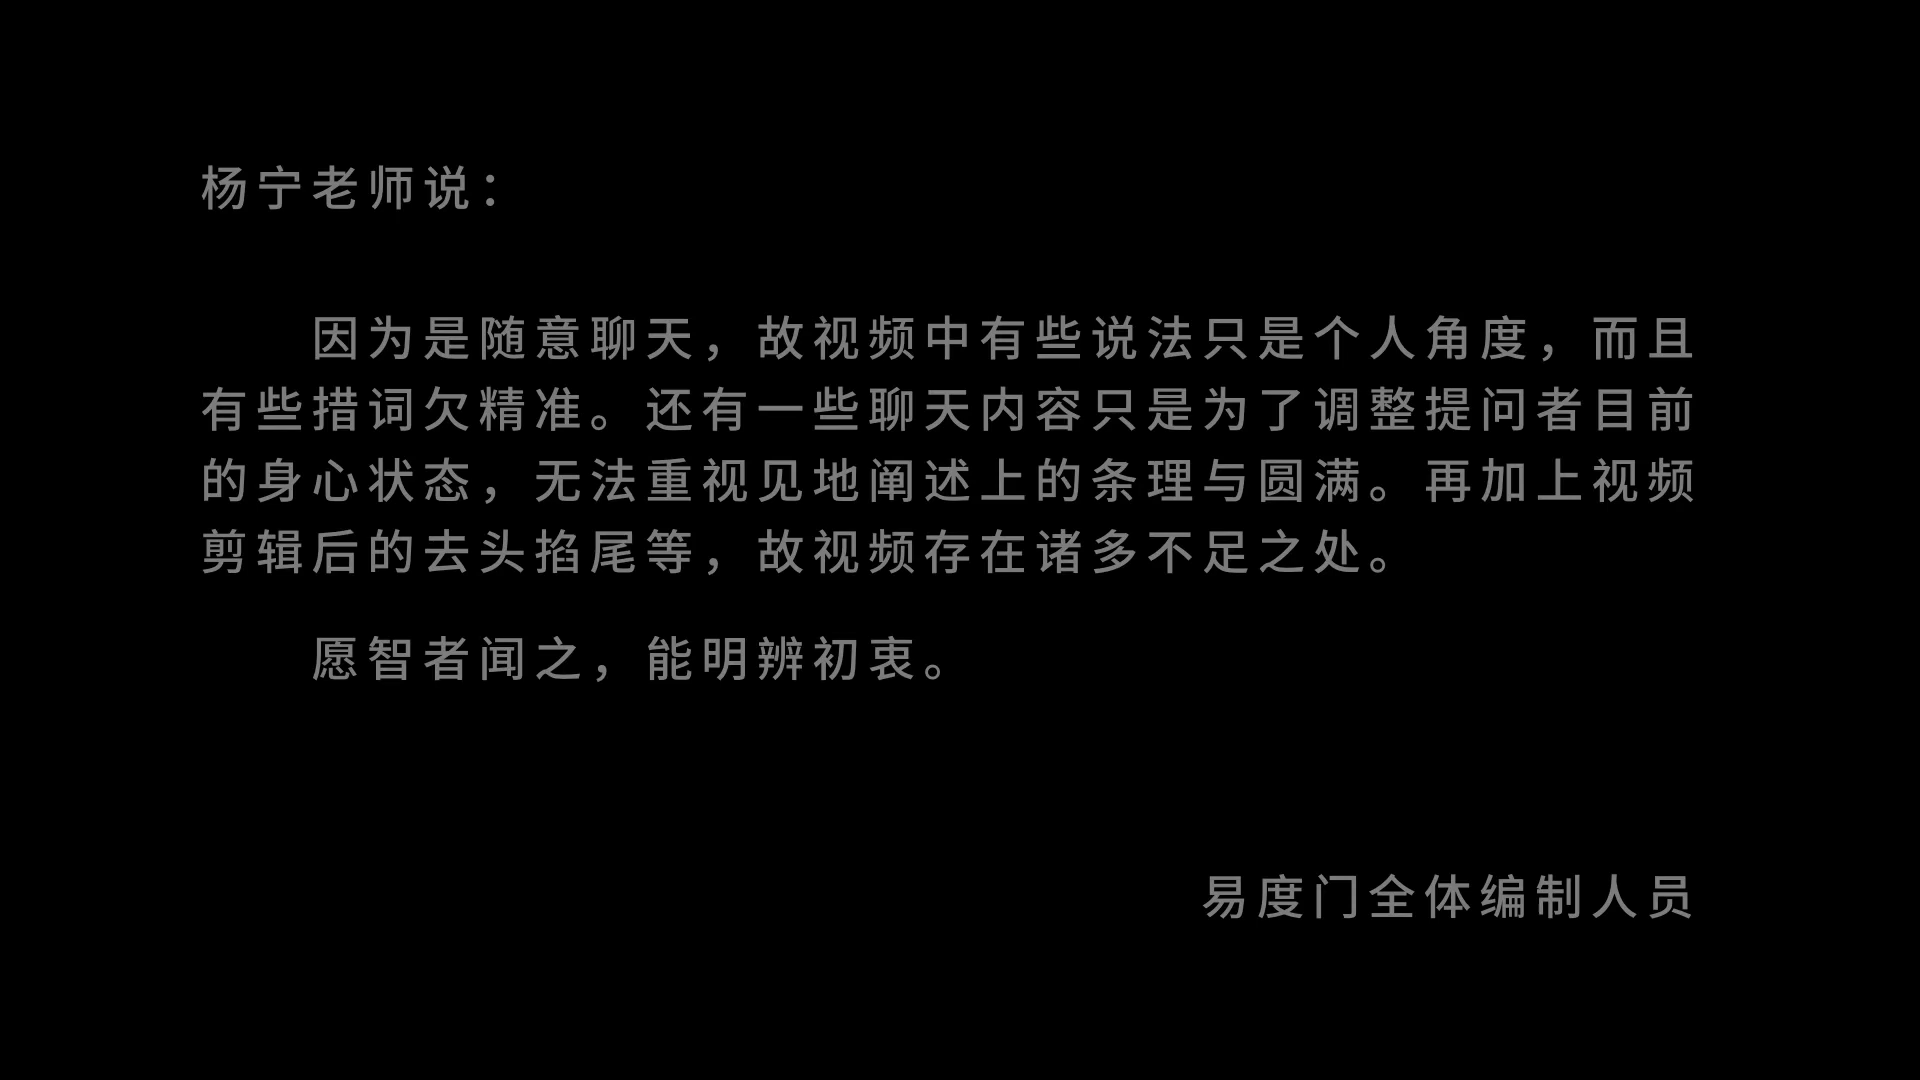 杨宁老师说：
因为是随意聊天，故视频中有些说法只是个人角度，而且
有些措词欠精准。还有一些聊天内容只是为了调整提问者目前
的身心状态，无法重视见地阐述上的条理与圆满。再加上视频
剪辑后的去头掐尾等，故视频存在诸多不足之处。
愿智者闻之，能明辨初衷。
易度门全体编制人员